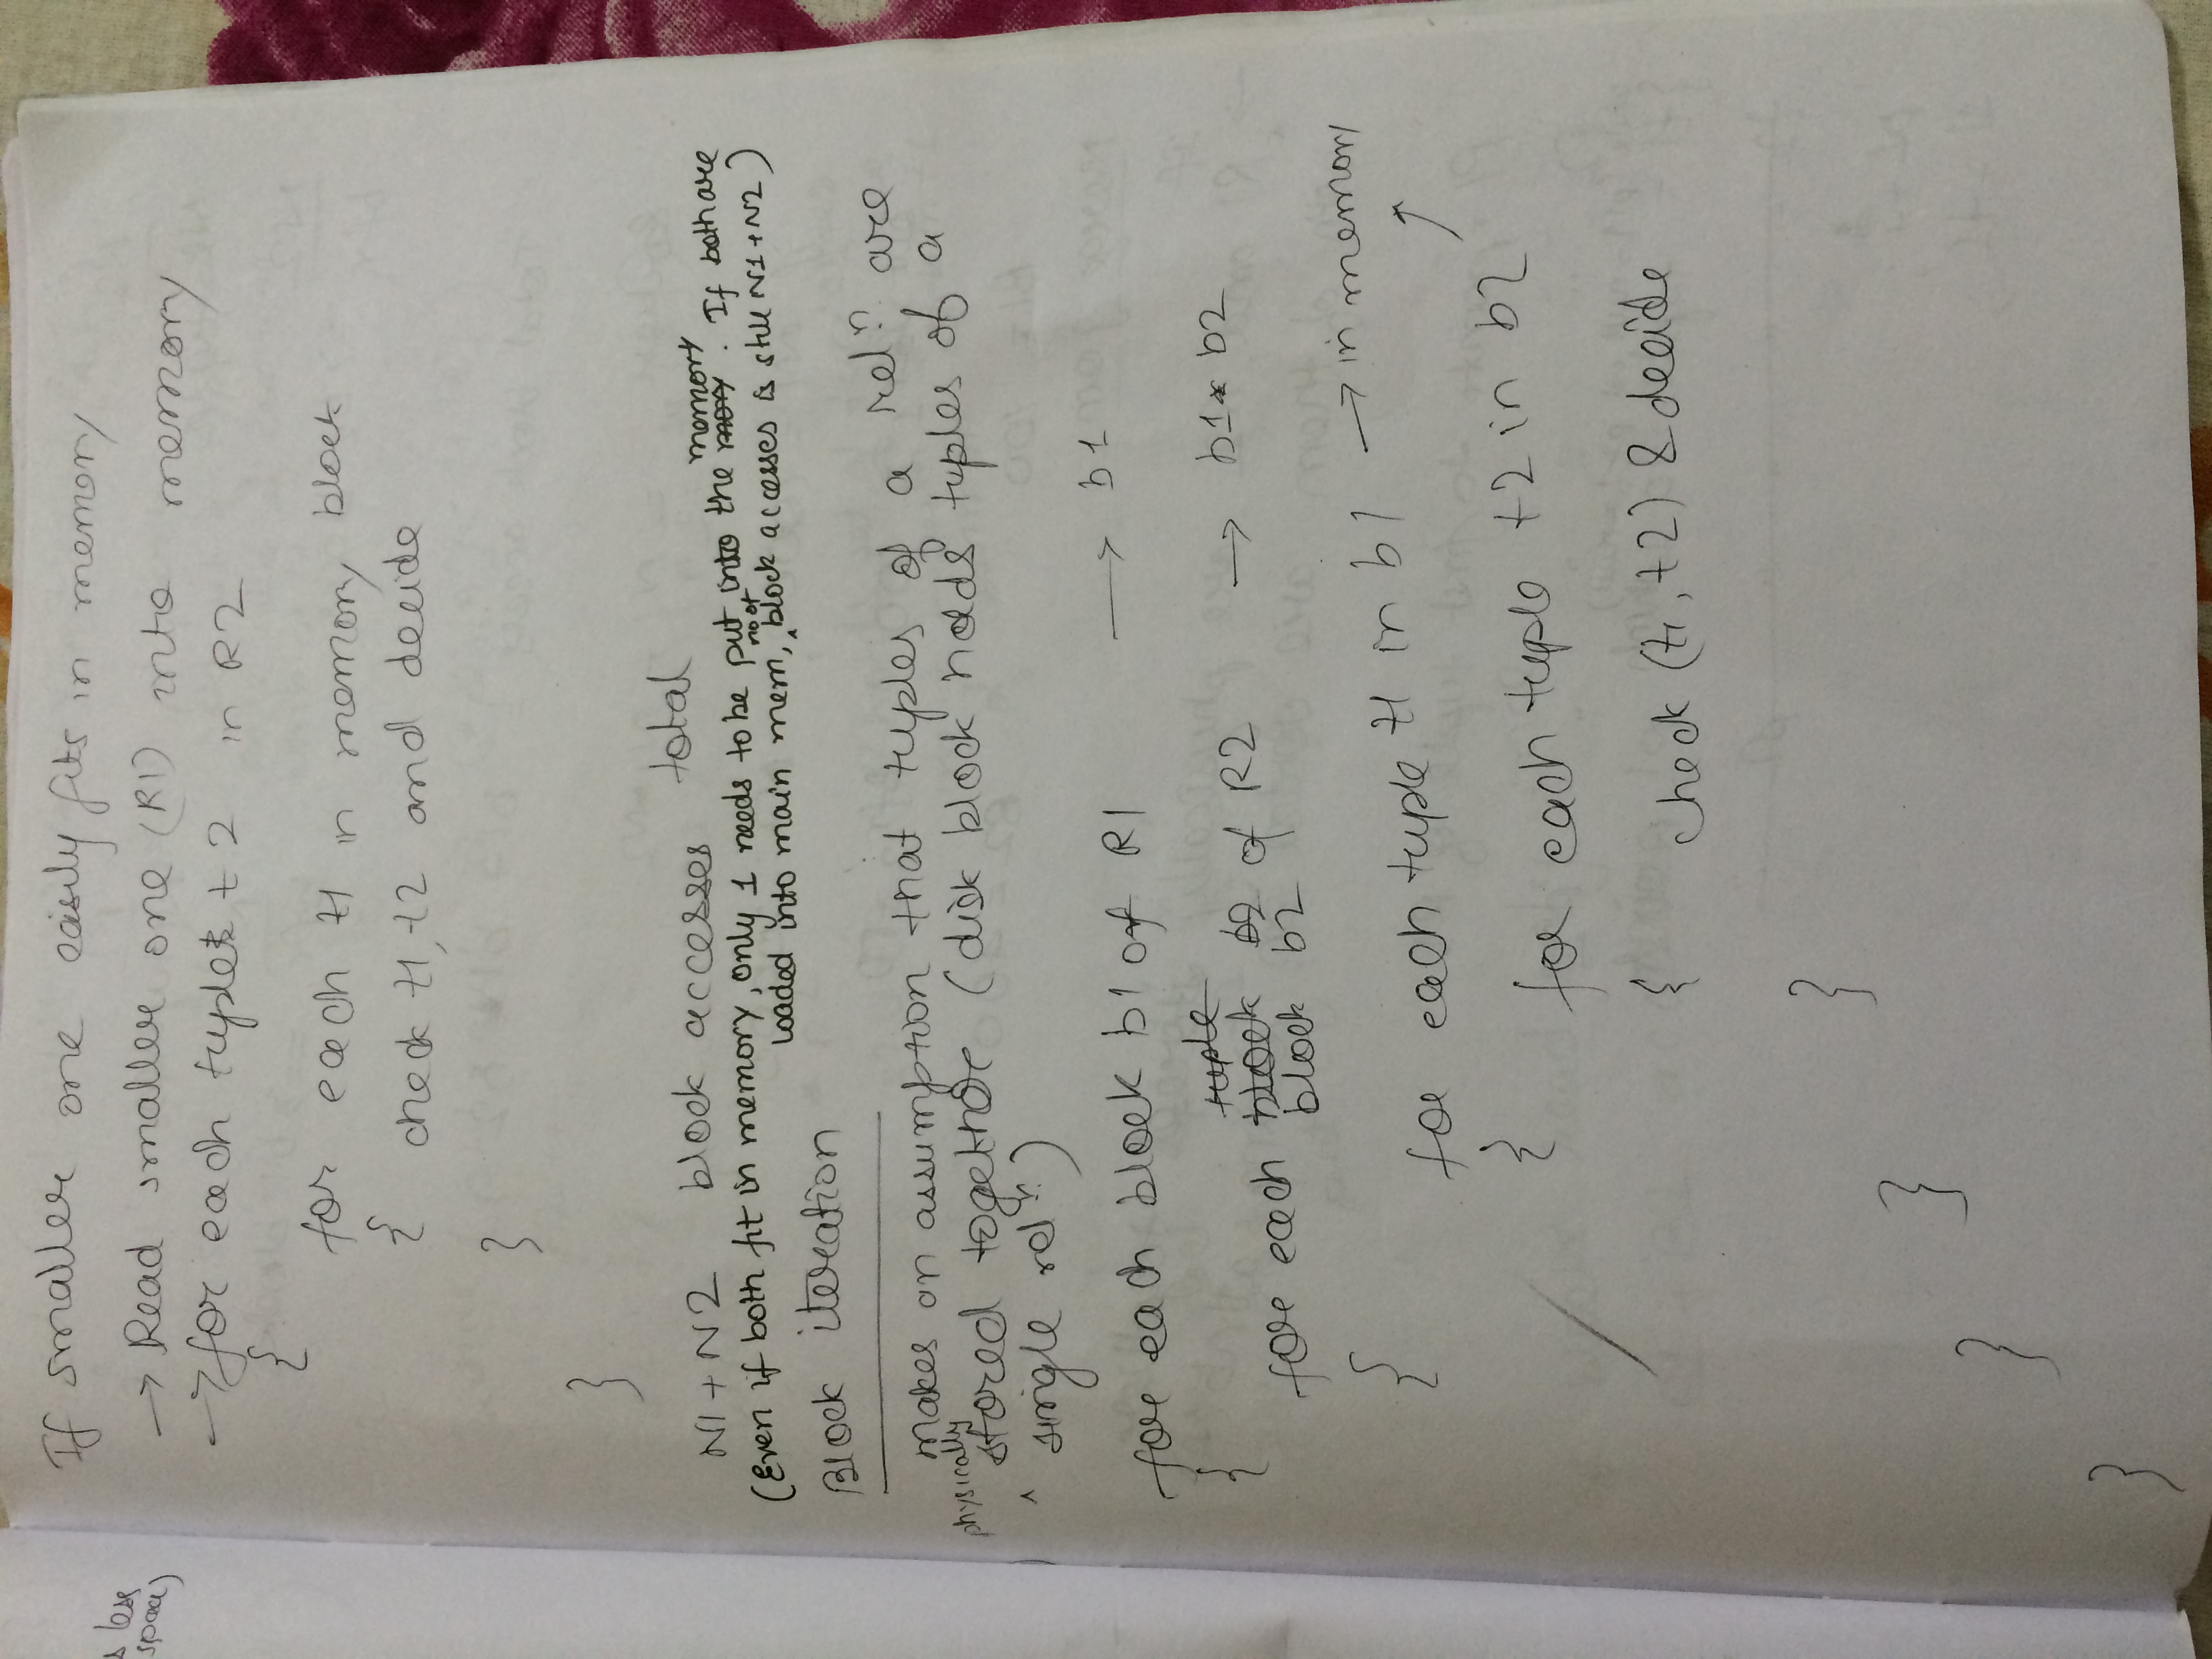 s less
space)
If smaller one easily fits in memory
→ Read smaller one (R1) into memory
→ for each tuple t2 in R2
{
for each t1 in memory block
{ check t1, t2 and decide
}
}
N1 + N2 block accesses total
(Even if both fit in memory, only 1 needs to be put into the memory. If both are
loaded into main mem, no of block accesses is still N1+N2)
Block iteration
makes an assumption that tuples of a relⁿ are
physically stored together (disk block holds tuples of a
single relⁿ)
for each block b1 of R1 → b1
{
for each block b2 of R2 → b1 * b2
{
for each tuple t1 in b1 → in memory
{
for each tuple t2 in b2
{ check (t1, t2) & decide
}
}
}
}